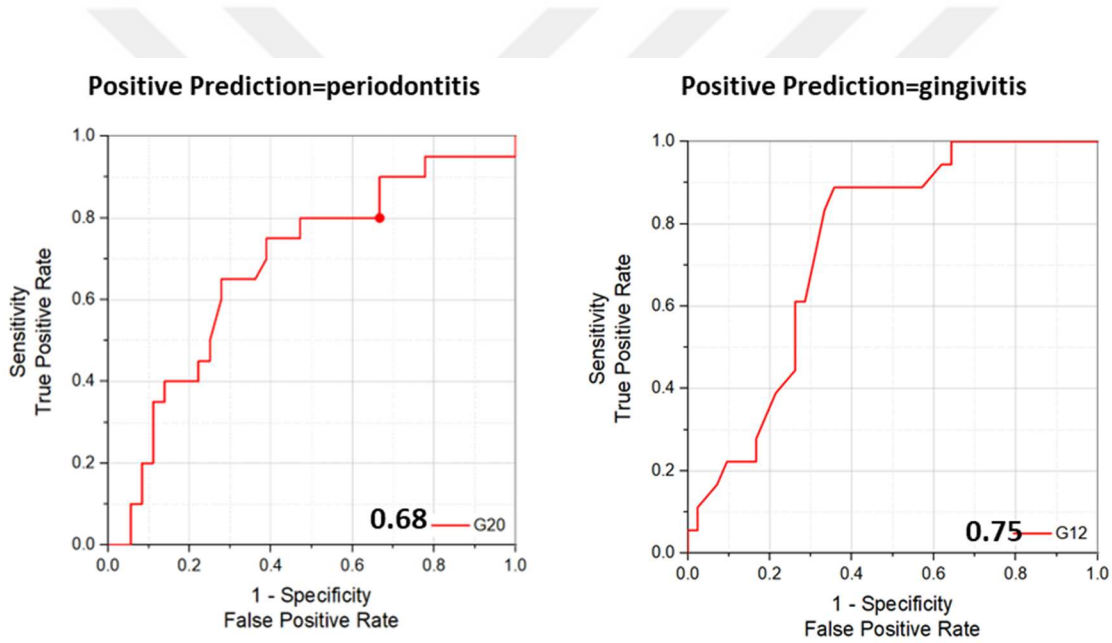 Positive Prediction=periodontitis
1.0
0.8
0.6
0.4
0.2
0.0
Sensitivity
True Positive Rate
0.68
G20
0.0 0.2 0.4 0.6 0.8 1.0
1 - Specificity
False Positive Rate
Positive Prediction=gingivitis
1.0
0.8
0.6
0.4
0.2
0.0
Sensitivity
True Positive Rate
0.75
G12
0.0 0.2 0.4 0.6 0.8 1.0
1 - Specificity
False Positive Rate